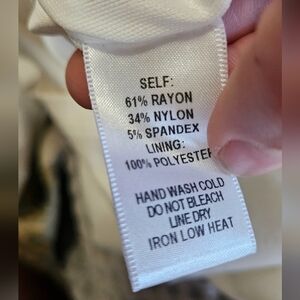 SELF:
61% RAYON
34% NYLON
5% SPANDEX
LINING:
100% POLYESTER
HAND WASH COLD
DO NOT BLEACH
LINE DRY
IRON LOW HEAT